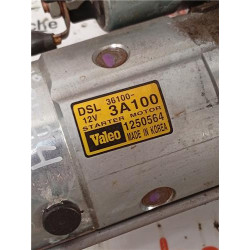 DSL 36100-
12V 3A100
STARTER MOTOR
Valeo 1250564
MADE IN KOREA